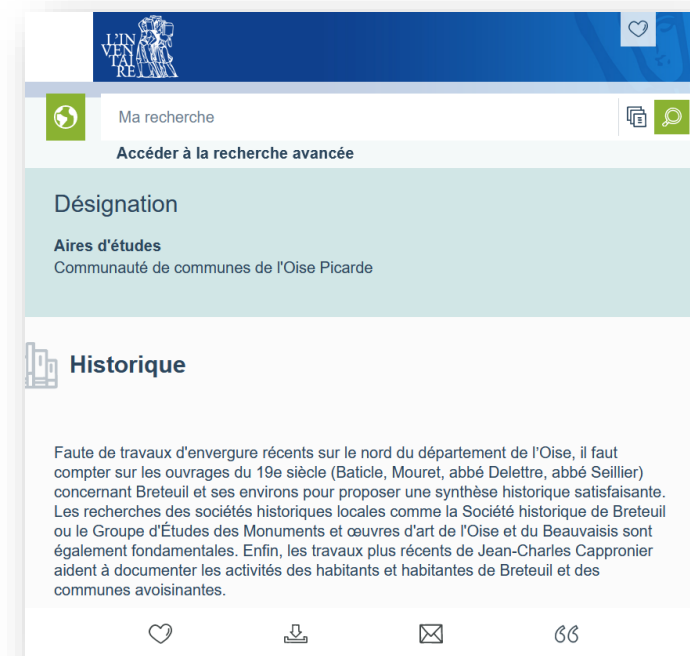 L'IN
VEN
TAI
RE
Ma recherche
Accéder à la recherche avancée
Désignation
Aires d'études
Communauté de communes de l'Oise Picarde
Historique
Faute de travaux d'envergure récents sur le nord du département de l'Oise, il faut
compter sur les ouvrages du 19e siècle (Baticle, Mouret, abbé Delettre, abbé Seillier)
concernant Breteuil et ses environs pour proposer une synthèse historique satisfaisante.
Les recherches des sociétés historiques locales comme la Société historique de Breteuil
ou le Groupe d'Études des Monuments et œuvres d'art de l'Oise et du Beauvaisis sont
également fondamentales. Enfin, les travaux plus récents de Jean-Charles Cappronier
aident à documenter les activités des habitants et habitantes de Breteuil et des
communes avoisinantes.